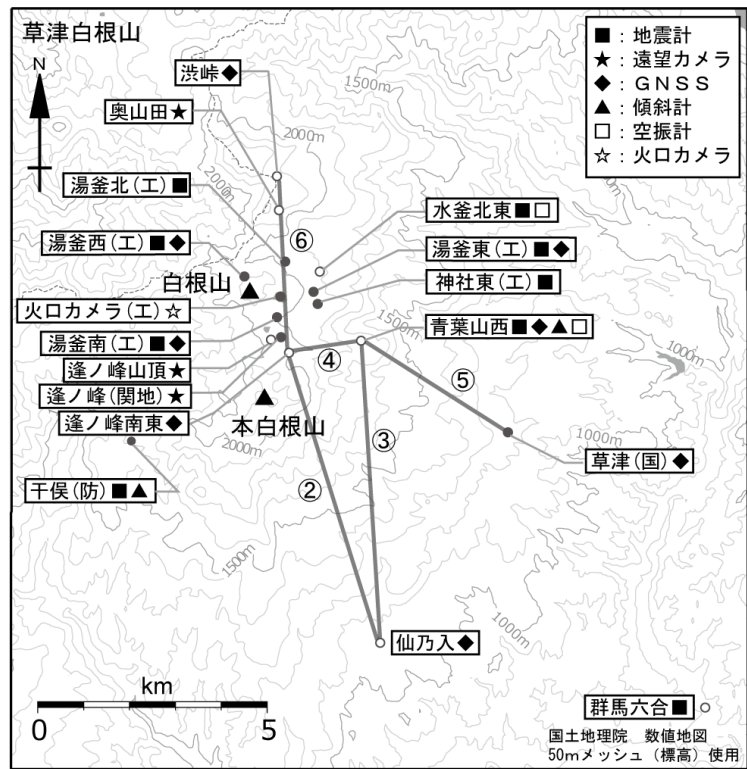 草津白根山
N
■：地震計
★：遠望カメラ
◆：ＧＮＳＳ
▲：傾斜計
□：空振計
☆：火口カメラ
渋峠◆
1500m
奥山田★
2000m
湯釜北(工)■
2000m
水釜北東■□
湯釜西(工)■◆
⑥
湯釜東(工)■◆
白根山
神社東(工)■
火口カメラ(工)☆
1500m
青葉山西■◆▲□
湯釜南(工)■◆
④
1000m
逢ノ峰山頂★
逢ノ峰(関地)★
⑤
逢ノ峰南東◆
本白根山
③
2000m
1000m
草津(国)◆
干俣(防)■▲
②
1500m
1000m
仙乃入◆
km
0 5
群馬六合■
国土地理院　数値地図
50mメッシュ（標高）使用